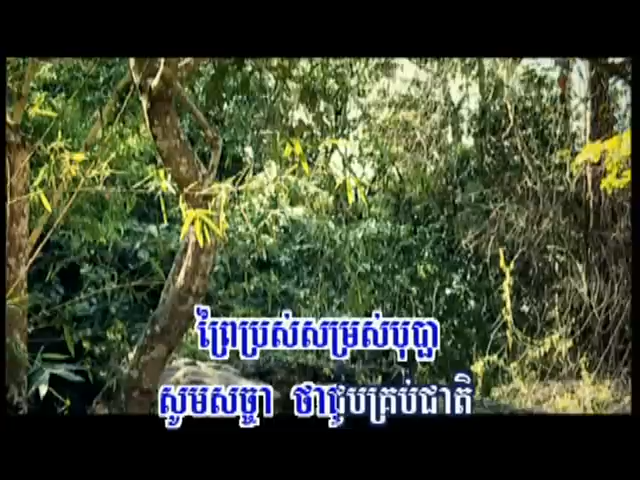 ព្រៃប្រស់សម្រស់បុប្ផា
សូមសច្ចា ថាជួបគ្រប់ជាតិ